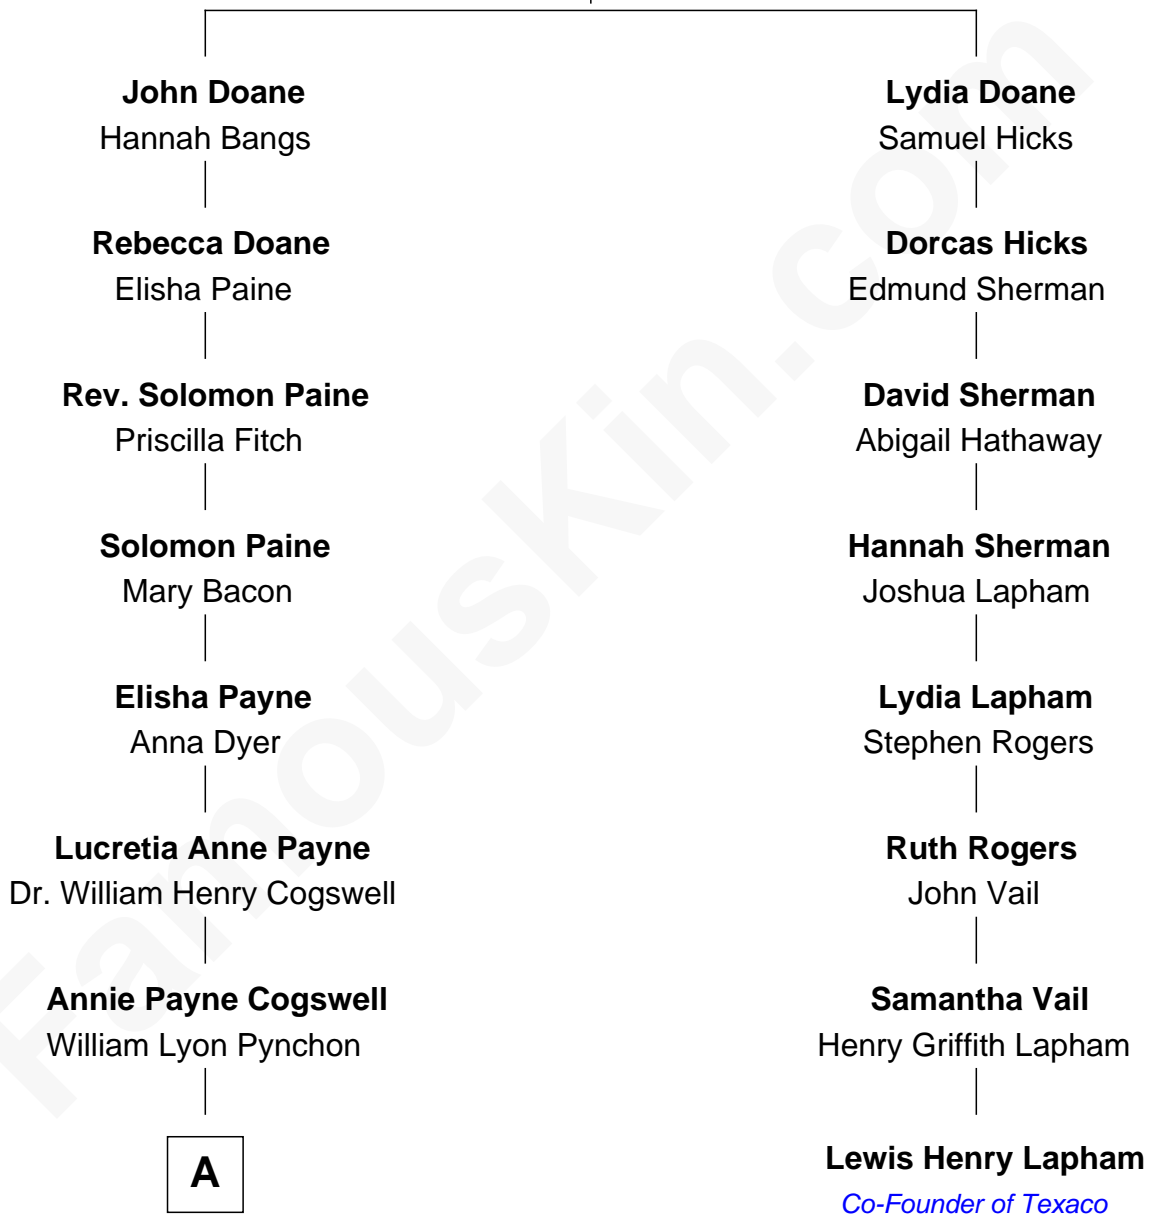 John Doane
Hannah Bangs
Rebecca Doane
Elisha Paine
Rev. Solomon Paine
Priscilla Fitch
Solomon Paine
Mary Bacon
Elisha Payne
Anna Dyer
Lucretia Anne Payne
Dr. William Henry Cogswell
Annie Payne Cogswell
William Lyon Pynchon
A
Lydia Doane
Samuel Hicks
Dorcas Hicks
Edmund Sherman
David Sherman
Abigail Hathaway
Hannah Sherman
Joshua Lapham
Lydia Lapham
Stephen Rogers
Ruth Rogers
John Vail
Samantha Vail
Henry Griffith Lapham
Lewis Henry Lapham
Co-Founder of Texaco
FamousKin.com